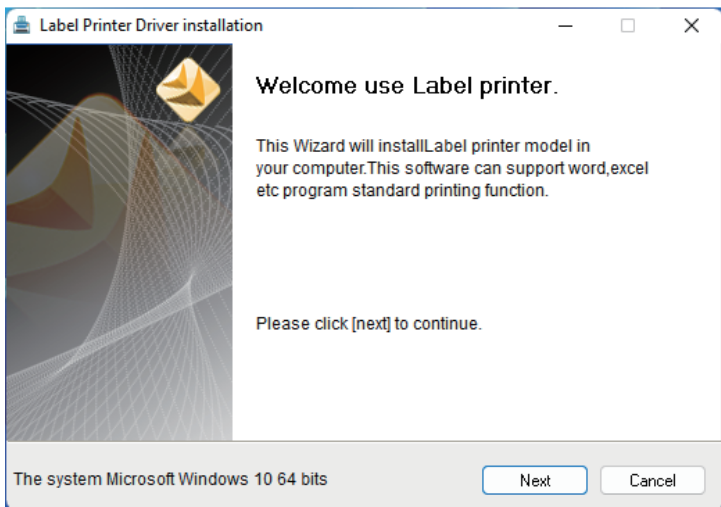 Label Printer Driver installation
Welcome use Label printer.
This Wizard will installLabel printer model in
your computer.This software can support word,excel
etc program standard printing function.
Please click [next] to continue.
The system Microsoft Windows 10 64 bits
Next
Cancel